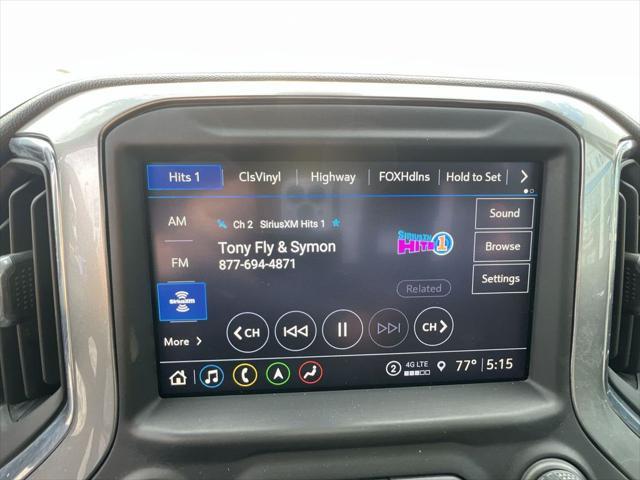 Hits 1
ClsVinyl
Highway
FOXHdlns
Hold to Set
AM
Ch 2 SiriusXM Hits 1
SIRIUSXM HITS 1
Sound
Tony Fly & Symon
877-694-4871
Browse
FM
Settings
SiriusXM
Related
CH
CH
More
2
4G LTE
77°
5:15